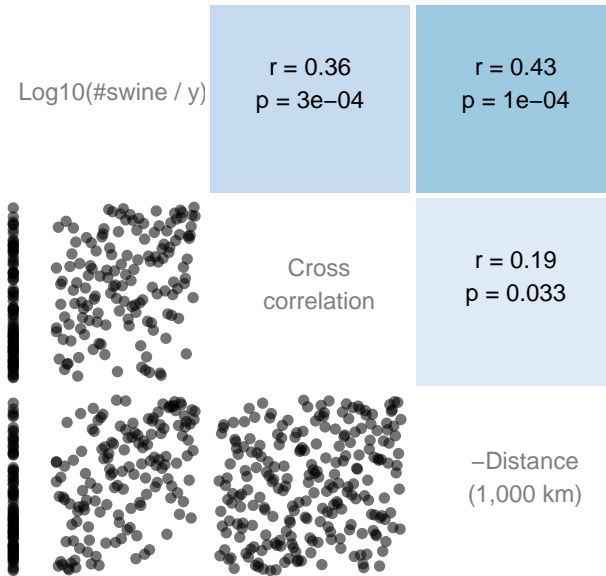 Log10(#swine / y)
r = 0.36
p = 3e−04
r = 0.43
p = 1e−04
Cross
correlation
r = 0.19
p = 0.033
−Distance
(1,000 km)